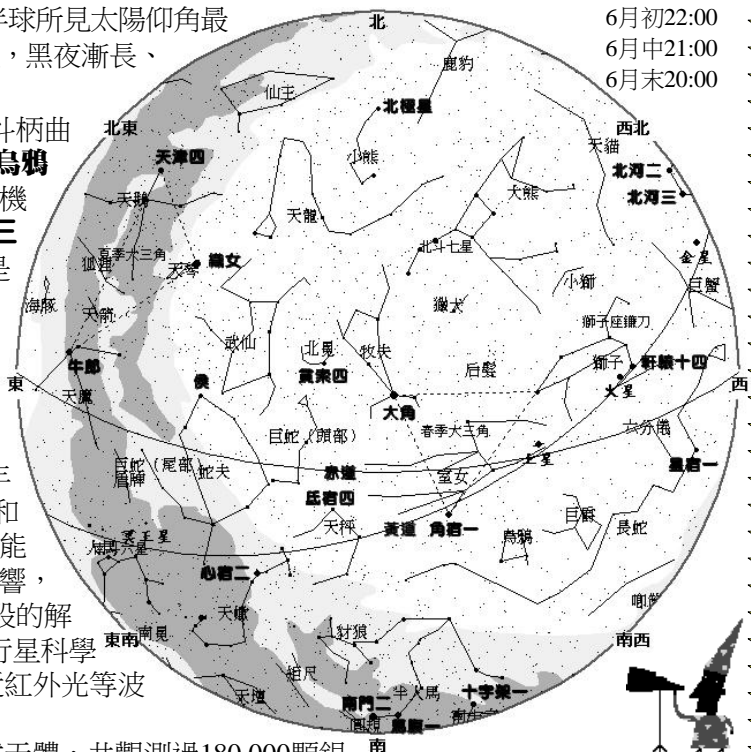 半球所見太陽仰角最
,黑夜漸長、
斗柄曲
烏鴉
機
三
是
年
和
能
響,
設的解
行星科學
近紅外光等波
天體,共觀測過180,000顆銀
6月初22:00
6月中21:00
6月末20:00
北
鹿豹
仙王
北極星
北東
西北
天貓
天津四
小熊
北河二
大熊
北河三
天鵝
天龍
北斗七星
金星
夏季大三角
狐狸
織女
天琴
巨蟹
小獅
海豚
天箭
獵犬
獅子座鐮刀
武仙
北冕
牧夫
后髮
獅子
軒轅十四
牛郎
貫索四
火星
東
西
侯
天鷹
大角
六分儀
巨蛇(頭部)
春季大三角
土星
巨蛇(尾部)
蛇夫
盾牌
赤道
室女
星宿一
氐宿四
巨爵
天秤
黃道
角宿一
烏鴉
長蛇
冥王星
南斗六星
心宿二
天蠍
豺狼
東南
南冕
南西
矩尺
天壇
南門二
半人馬
十字架一
圓規
馬腹一
南